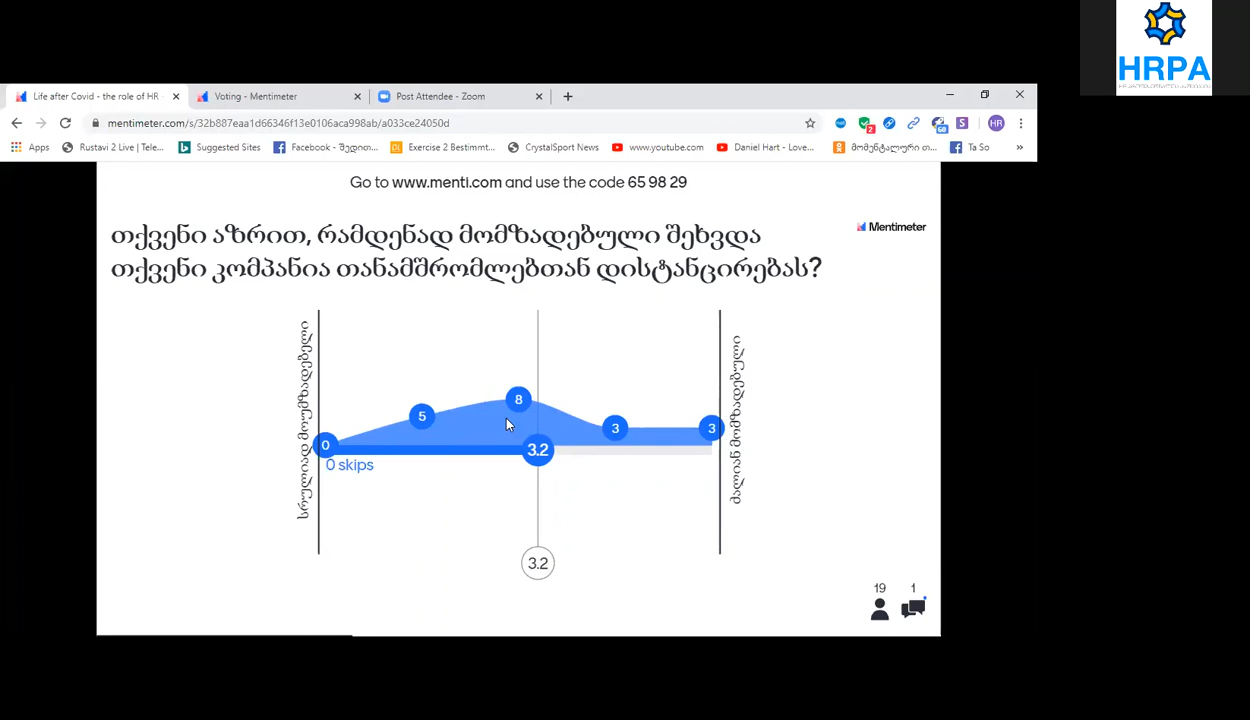 HRPA
Life after Covid - the role of HR
Voting - Mentimeter
Post Attendee - Zoom
mentimeter.com/s/32b887eaa1d66346f13e0106aca998ab/a033ce24050d
Apps
Rustavi 2 Live | Tele...
Suggested Sites
Facebook - შედით...
Exercise 2 Bestimmt...
CrystalSport News
www.youtube.com
Daniel Hart - Love...
მომენტალური თ...
Ta So
2
60
HR
Go to www.menti.com and use the code 65 98 29
Mentimeter
თქვენი აზრით, რამდენად მომზადებული შეხვდა
თქვენი კომპანია თანამშრომლებთან დისტანცირებას?
სრულიად მოუმზადებელი
0
5
8
3
3
3.2
0 skips
3.2
ძალიან მომზადებული
19
1